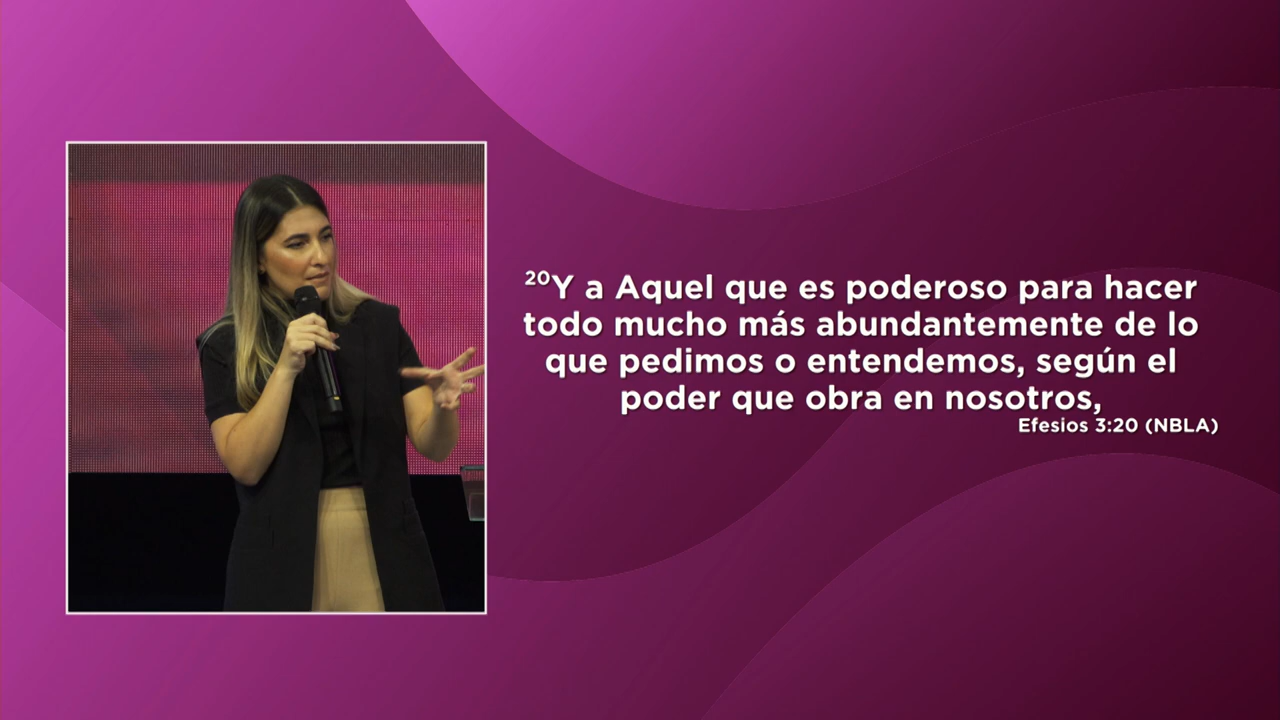 ²⁰Y a Aquel que es poderoso para hacer
todo mucho más abundantemente de lo
que pedimos o entendemos, según el
poder que obra en nosotros,
Efesios 3:20 (NBLA)